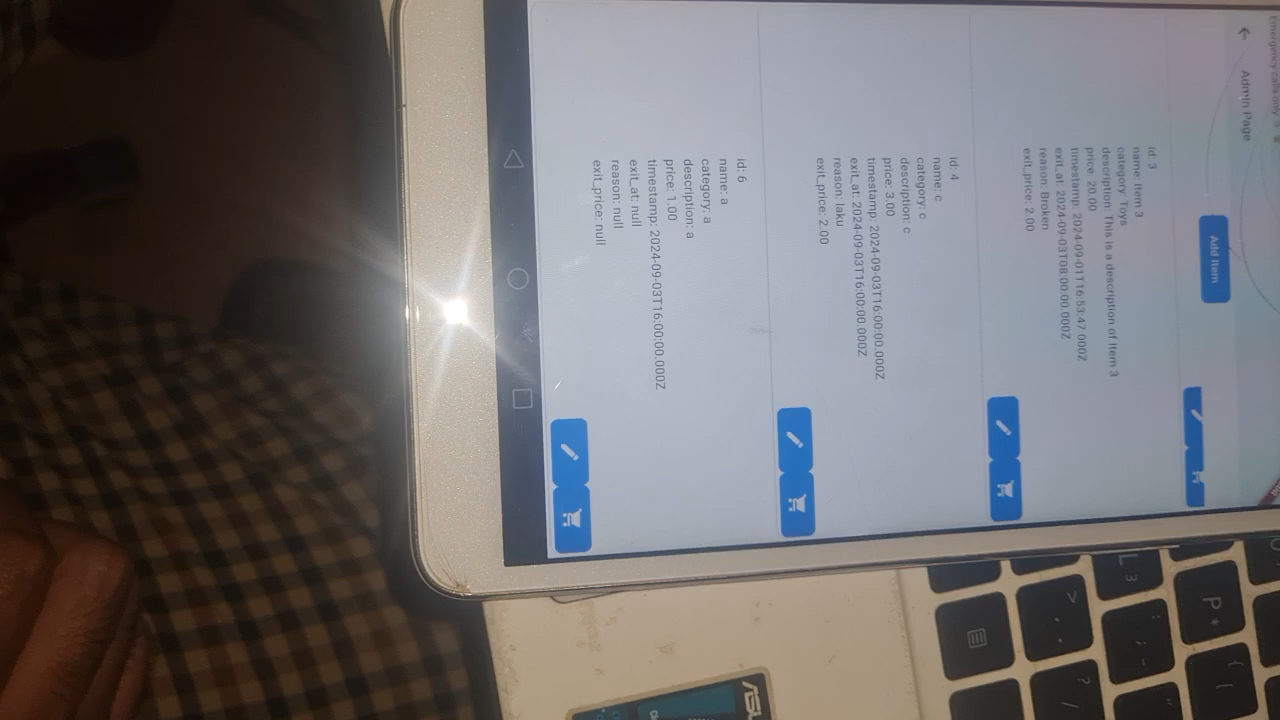 Emergency calls only
Admin Page
Add Item
id: 3
name: Item 3
category: Toys
description: This is a description of Item 3
price: 20.00
timestamp: 2024-09-01T16:53:47.000Z
exit_at: 2024-09-03T08:00:00.000Z
reason: Broken
exit_price: 2.00
id: 4
name: c
category: c
description: c
price: 3.00
timestamp: 2024-09-03T16:00:00.000Z
exit_at: 2024-09-03T16:00:00.000Z
reason: laku
exit_price: 2.00
id: 6
name: a
category: a
description: a
price: 1.00
timestamp: 2024-09-03T16:00:00.000Z
exit_at: null
reason: null
exit_price: null
L 3
P *
> .
: ; -
{ [
? /